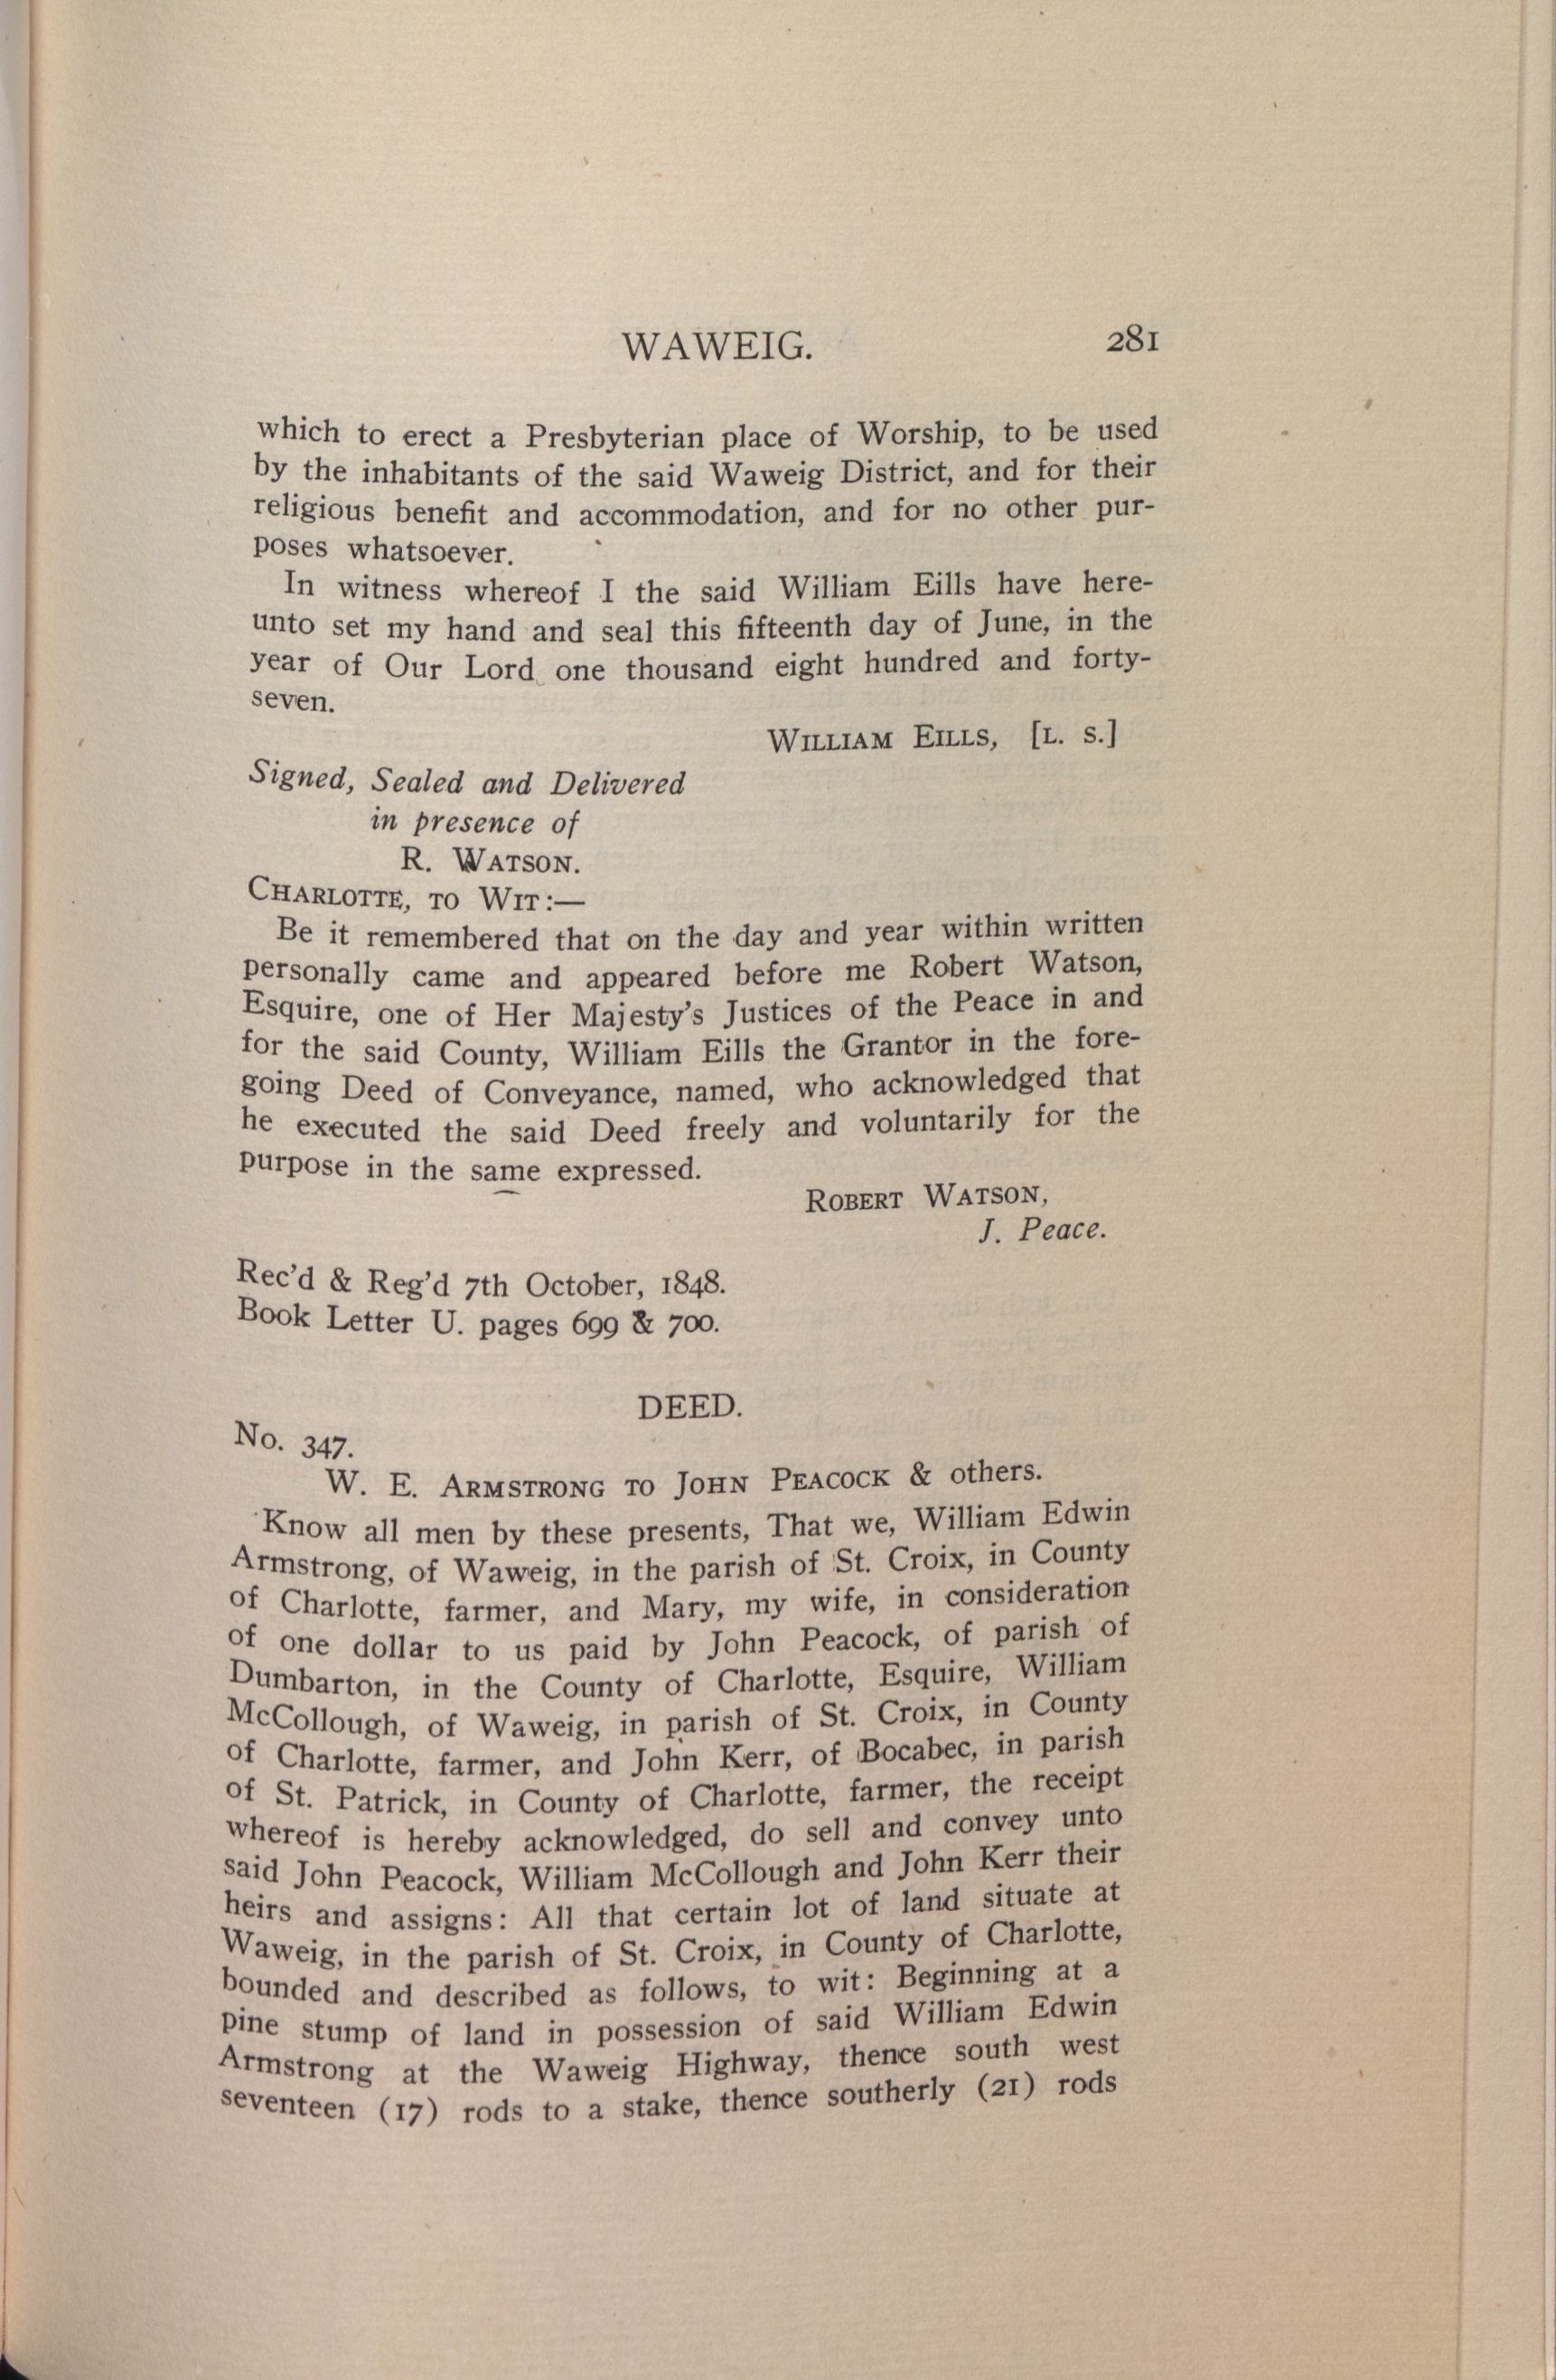 WAWEIG. 281
which to erect a Presbyterian place of Worship, to be used
by the inhabitants of the said Waweig District, and for their
religious benefit and accommodation, and for no other pur-
poses whatsoever.
In witness whereof I the said William Eills have here-
unto set my hand and seal this fifteenth day of June, in the
year of Our Lord one thousand eight hundred and forty-
seven.
WILLIAM EILLS, [L. S.]
Signed, Sealed and Delivered
in presence of
R. WATSON.
CHARLOTTE, TO WIT:—
Be it remembered that on the day and year within written
personally came and appeared before me Robert Watson,
Esquire, one of Her Majesty's Justices of the Peace in and
for the said County, William Eills the Grantor in the fore-
going Deed of Conveyance, named, who acknowledged that
he executed the said Deed freely and voluntarily for the
purpose in the same expressed.
ROBERT WATSON,
J. Peace.
Rec'd & Reg'd 7th October, 1848.
Book Letter U. pages 699 & 700.
DEED.
No. 347.
W. E. ARMSTRONG TO JOHN PEACOCK & others.
Know all men by these presents, That we, William Edwin
Armstrong, of Waweig, in the parish of St. Croix, in County
of Charlotte, farmer, and Mary, my wife, in consideration
of one dollar to us paid by John Peacock, of parish of
Dumbarton, in the County of Charlotte, Esquire, William
McCollough, of Waweig, in parish of St. Croix, in County
of Charlotte, farmer, and John Kerr, of Bocabec, in parish
of St. Patrick, in County of Charlotte, farmer, the receipt
whereof is hereby acknowledged, do sell and convey unto
said John Peacock, William McCollough and John Kerr their
heirs and assigns: All that certain lot of land situate at
Waweig, in the parish of St. Croix, in County of Charlotte,
bounded and described as follows, to wit: Beginning at a
pine stump of land in possession of said William Edwin
Armstrong at the Waweig Highway, thence south west
seventeen (17) rods to a stake, thence southerly (21) rods